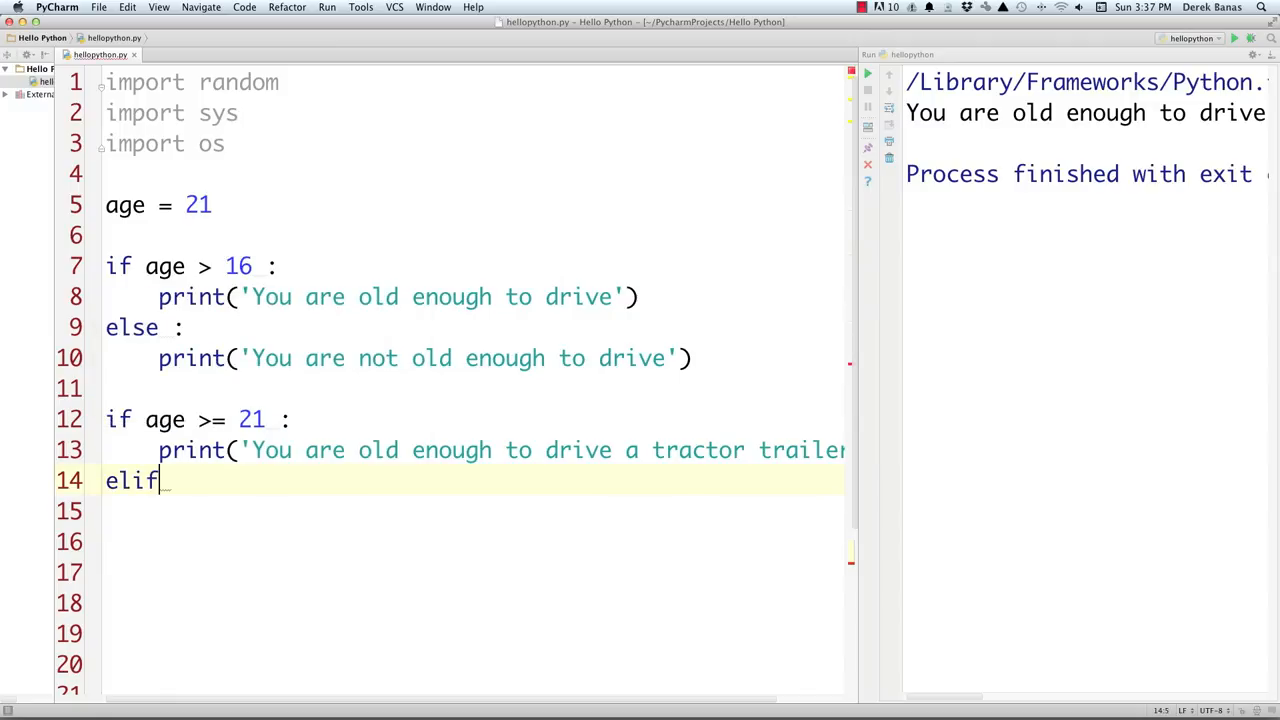 PyCharm File Edit View Navigate Code Refactor Run Tools VCS Window Help 10 Sun 3:37 PM Derek Banas
hellopython.py - Hello Python - [~/PycharmProjects/Hello Python]
Hello Python hellopython.py hellopython
hellopython.py × Run hellopython
Hello P
hell
Externa
1 import random
2 import sys
3 import os
4
5 age = 21
6
7 if age > 16 :
8 print('You are old enough to drive')
9 else :
10 print('You are not old enough to drive')
11
12 if age >= 21 :
13 print('You are old enough to drive a tractor trailer
14 elif
15
16
17
18
19
20
21
/Library/Frameworks/Python.
You are old enough to drive
Process finished with exit
14:5 LF UTF-8